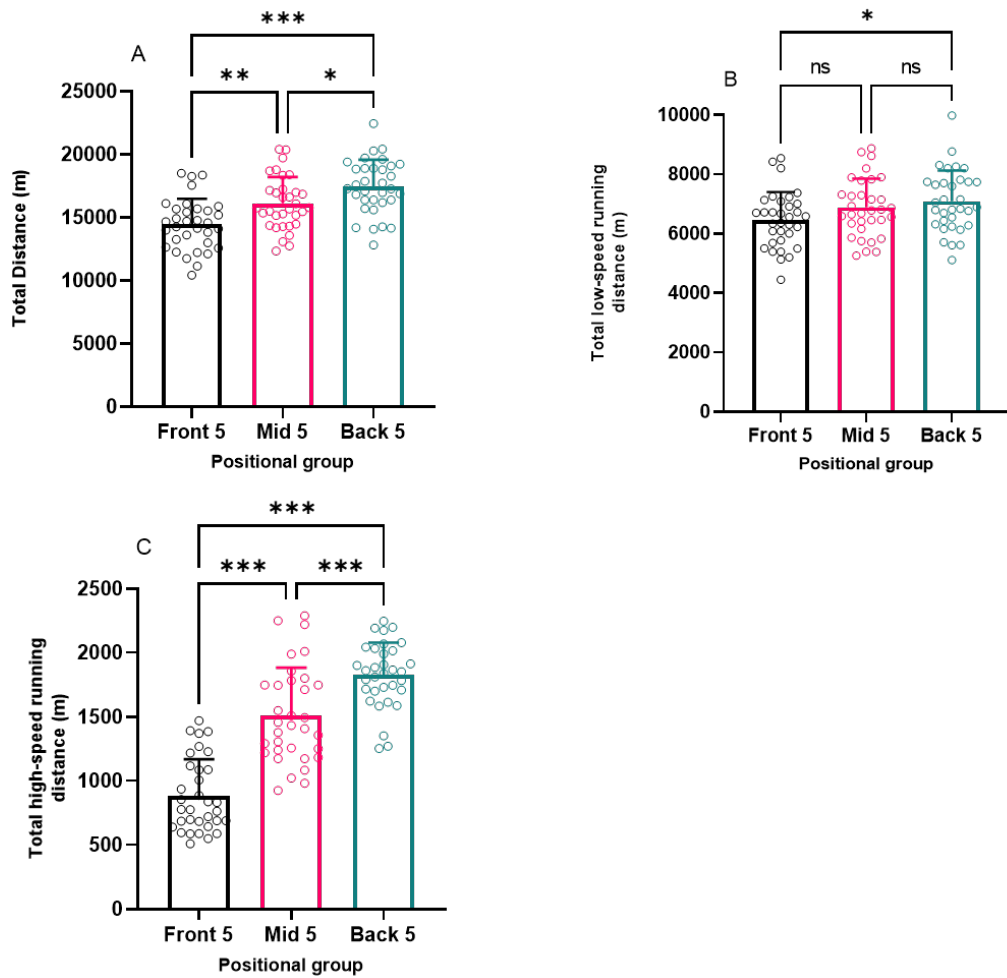 A
***
** *
Total Distance (m)
25000
20000
15000
10000
5000
0
Front 5 Mid 5 Back 5
Positional group
B
*
ns ns
Total low-speed running
distance (m)
10000
8000
6000
4000
2000
0
Front 5 Mid 5 Back 5
Positional group
C
***
*** ***
Total high-speed running
distance (m)
2500
2000
1500
1000
500
0
Front 5 Mid 5 Back 5
Positional group